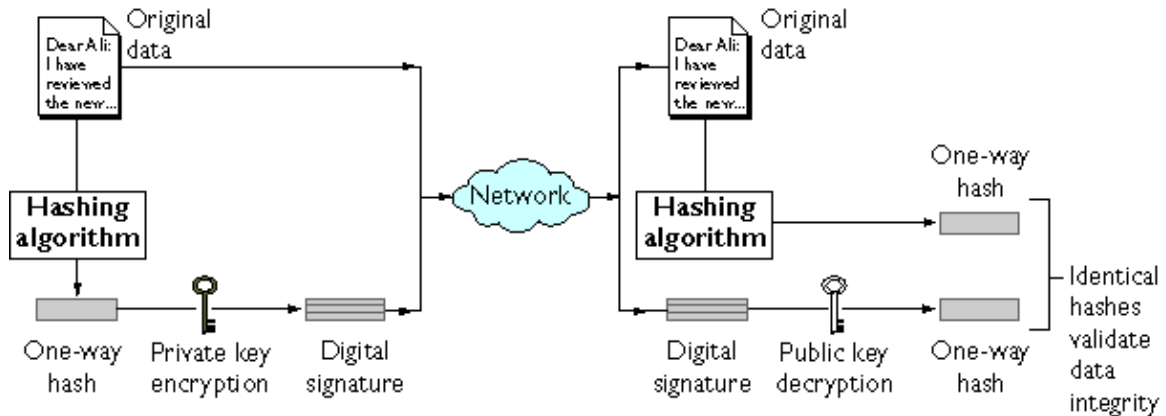 Original
data
Dear Ali:
I have
reviewed
the new...
Hashing
algorithm
One-way
hash
Private key
encryption
Digital
signature
Network
Original
data
Dear Ali:
I have
reviewed
the new...
Hashing
algorithm
One-way
hash
Digital
signature
Public key
decryption
One-way
hash
Identical
hashes
validate
data
integrity